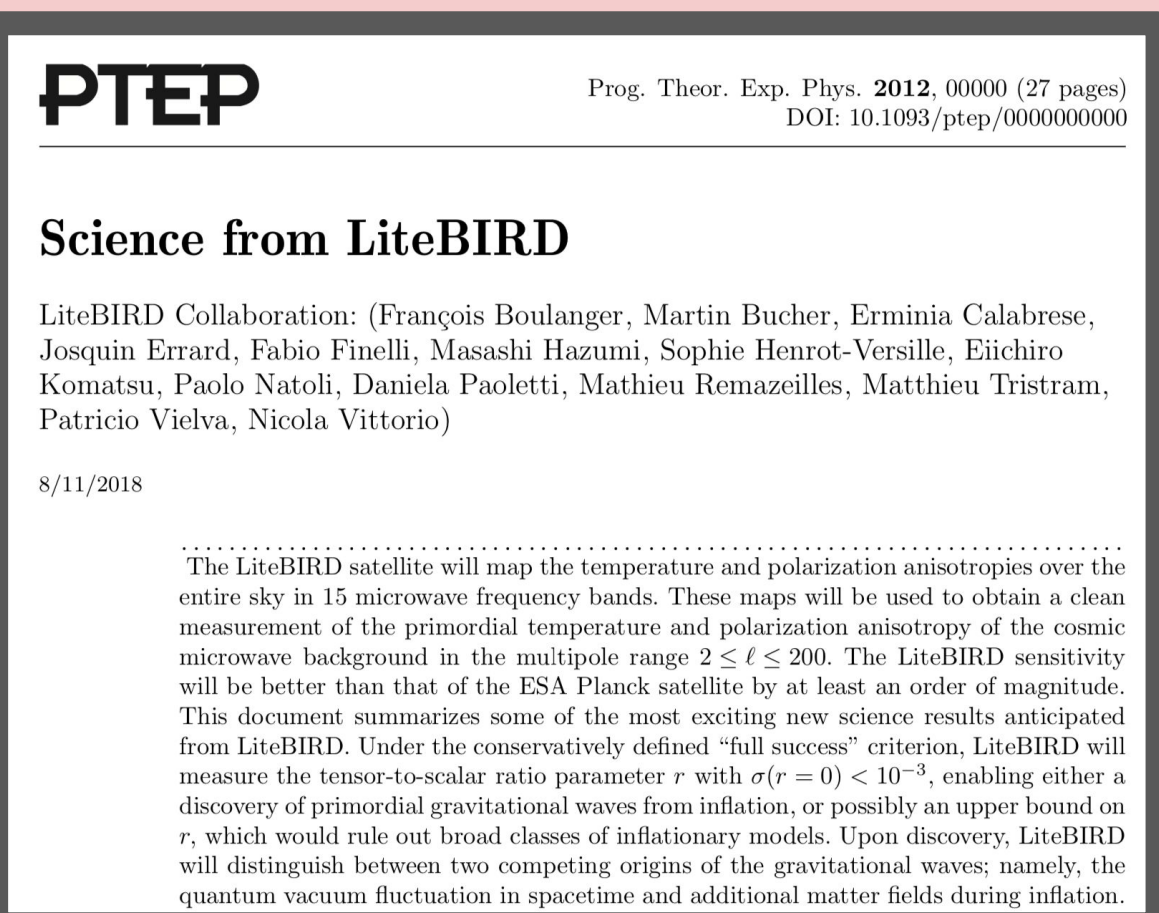 PTEP
Prog. Theor. Exp. Phys. 2012, 00000 (27 pages)
DOI: 10.1093/ptep/0000000000
Science from LiteBIRD
LiteBIRD Collaboration: (François Boulanger, Martin Bucher, Erminia Calabrese,
Josquin Errard, Fabio Finelli, Masashi Hazumi, Sophie Henrot-Versille, Eiichiro
Komatsu, Paolo Natoli, Daniela Paoletti, Mathieu Remazeilles, Matthieu Tristram,
Patricio Vielva, Nicola Vittorio)
8/11/2018
The LiteBIRD satellite will map the temperature and polarization anisotropies over the
entire sky in 15 microwave frequency bands. These maps will be used to obtain a clean
measurement of the primordial temperature and polarization anisotropy of the cosmic
microwave background in the multipole range 2 ≤ ℓ ≤ 200. The LiteBIRD sensitivity
will be better than that of the ESA Planck satellite by at least an order of magnitude.
This document summarizes some of the most exciting new science results anticipated
from LiteBIRD. Under the conservatively defined “full success” criterion, LiteBIRD will
measure the tensor-to-scalar ratio parameter r with σ(r = 0) < 10⁻³, enabling either a
discovery of primordial gravitational waves from inflation, or possibly an upper bound on
r, which would rule out broad classes of inflationary models. Upon discovery, LiteBIRD
will distinguish between two competing origins of the gravitational waves; namely, the
quantum vacuum fluctuation in spacetime and additional matter fields during inflation.